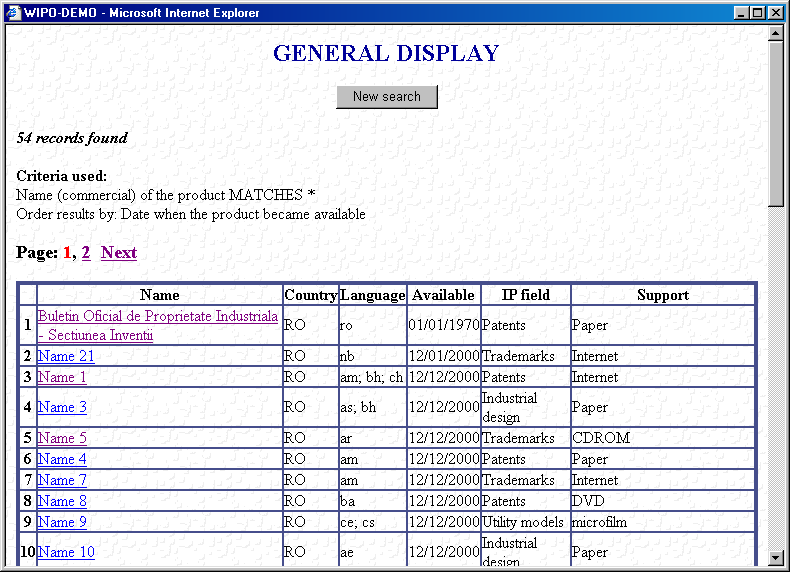 WIPO-DEMO - Microsoft Internet Explorer
GENERAL DISPLAY
New search
54 records found
Criteria used:
Name (commercial) of the product MATCHES *
Order results by: Date when the product became available
Page: 1, 2 Next
Name Country Language Available IP field Support
1 Buletin Oficial de Proprietate Industriala - Sectiunea Inventii RO ro 01/01/1970 Patents Paper
2 Name 21 RO nb 12/01/2000 Trademarks Internet
3 Name 1 RO am; bh; ch 12/12/2000 Patents Internet
4 Name 3 RO as; bh 12/12/2000 Industrial design Paper
5 Name 5 RO ar 12/12/2000 Trademarks CDROM
6 Name 4 RO am 12/12/2000 Patents Paper
7 Name 7 RO am 12/12/2000 Trademarks Internet
8 Name 8 RO ba 12/12/2000 Patents DVD
9 Name 9 RO ce; cs 12/12/2000 Utility models microfilm
10 Name 10 RO ae 12/12/2000 Industrial design Paper